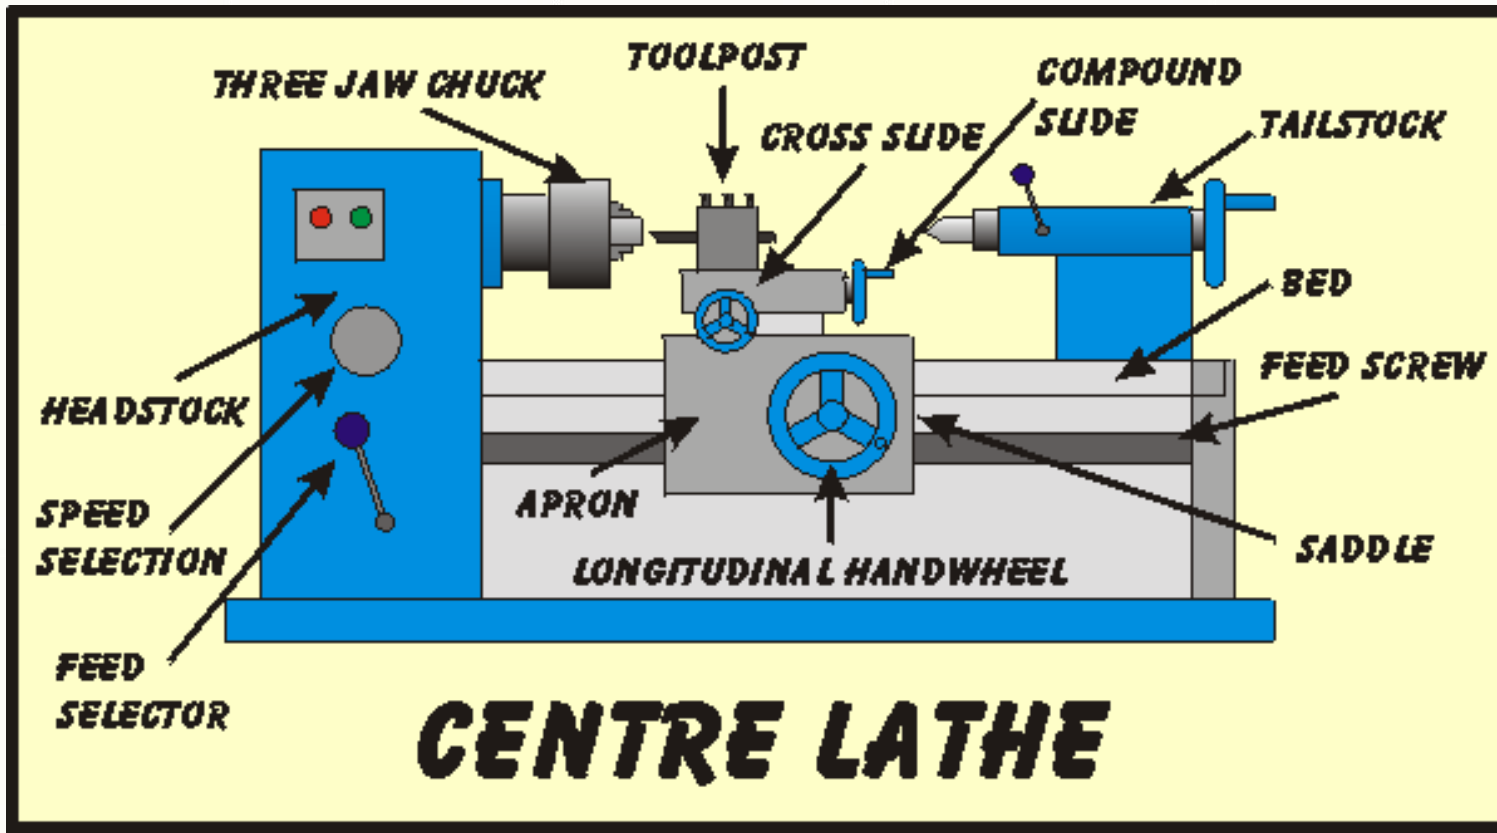 TOOLPOST
THREE JAW CHUCK
COMPOUND
SLIDE
CROSS SLIDE
TAILSTOCK
BED
FEED SCREW
HEADSTOCK
APRON
SPEED
SELECTION
LONGITUDINAL HANDWHEEL
SADDLE
FEED
SELECTOR
CENTRE LATHE